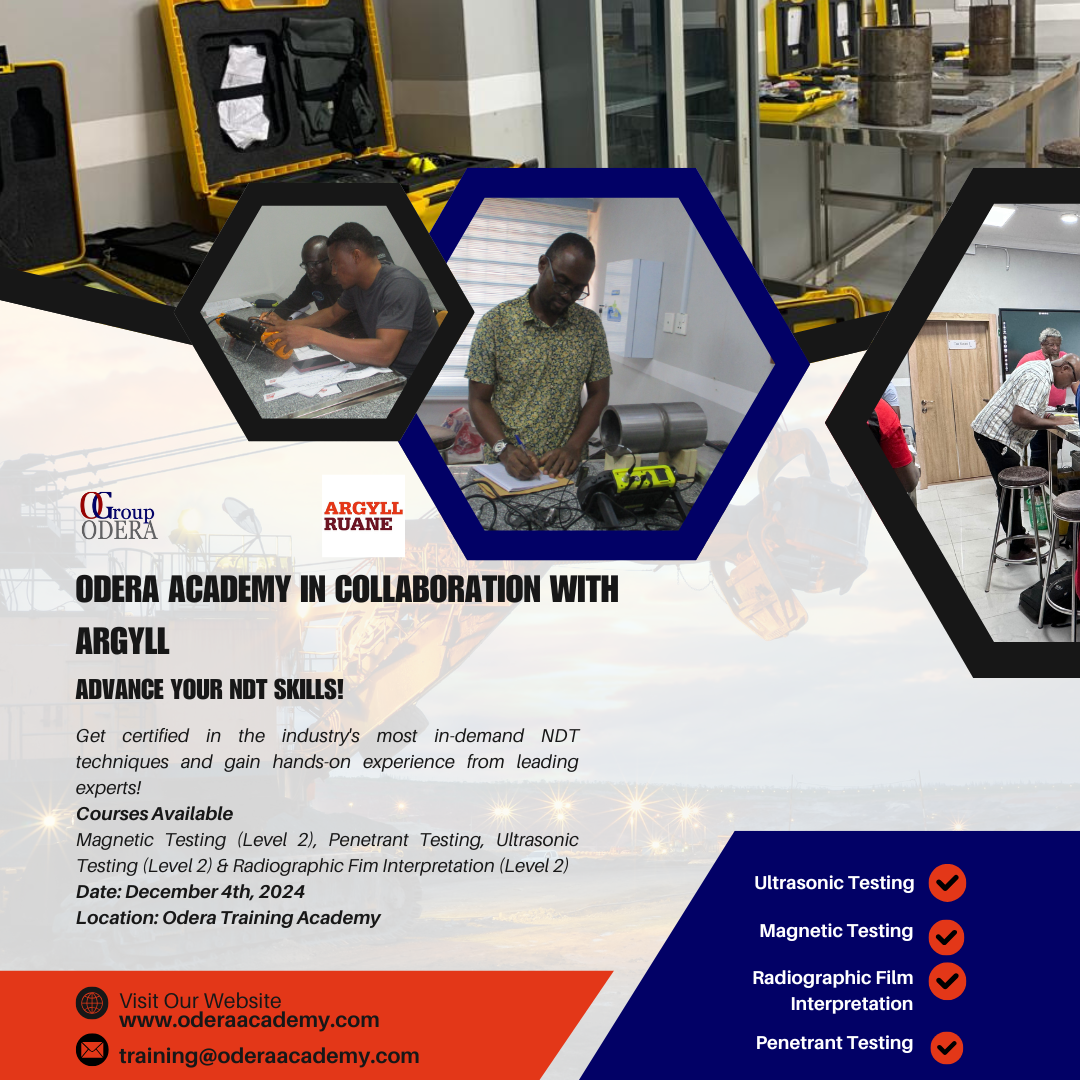 OGroup
ODERA
ARGYLL
RUANE
ODERA ACADEMY IN COLLABORATION WITH
ARGYLL
ADVANCE YOUR NDT SKILLS!
Get certified in the industry's most in-demand NDT
techniques and gain hands-on experience from leading
experts!
Courses Available
Magnetic Testing (Level 2), Penetrant Testing, Ultrasonic
Testing (Level 2) & Radiographic Fim Interpretation (Level 2)
Date: December 4th, 2024
Location: Odera Training Academy
Ultrasonic Testing
Magnetic Testing
Radiographic Film
Interpretation
Penetrant Testing
Visit Our Website
www.oderaacademy.com
training@oderaacademy.com